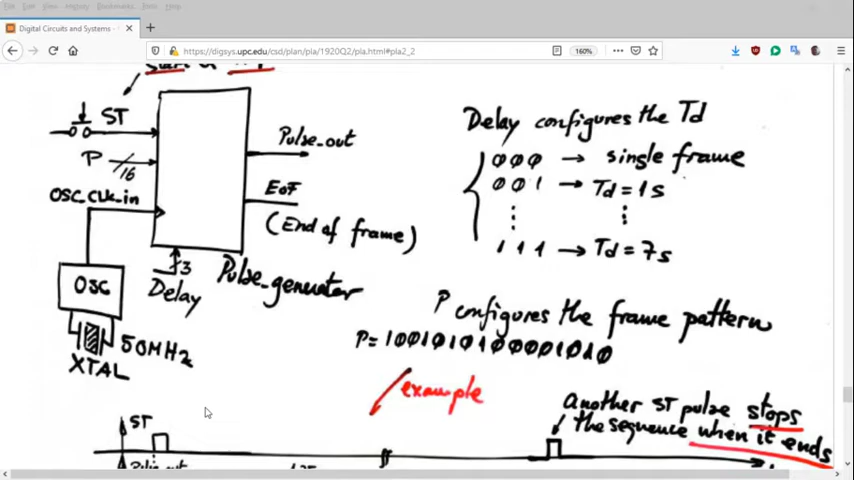 Digital Circuits and Systems -
https://digsys.upc.edu/csd/plan/pla/1920Q2/pla.html#pla2_2
160%
ST
P
16
OSC_CLK_in
Pulse_out
EoF
(End of frame)
3
Delay
Pulse_generator
OSC
50MHz
XTAL
Delay configures the Td
000 → single frame
001 → Td = 1s
111 → Td = 7s
P configures the frame pattern
example
another ST pulse stops
the sequence when it ends
ST